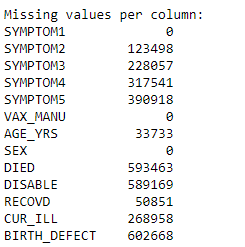 Missing values per column:
SYMPTOM1 0
SYMPTOM2 123498
SYMPTOM3 228057
SYMPTOM4 317541
SYMPTOM5 390918
VAX_MANU 0
AGE_YRS 33733
SEX 0
DIED 593463
DISABLE 589169
RECOVD 50851
CUR_ILL 268958
BIRTH_DEFECT 602668